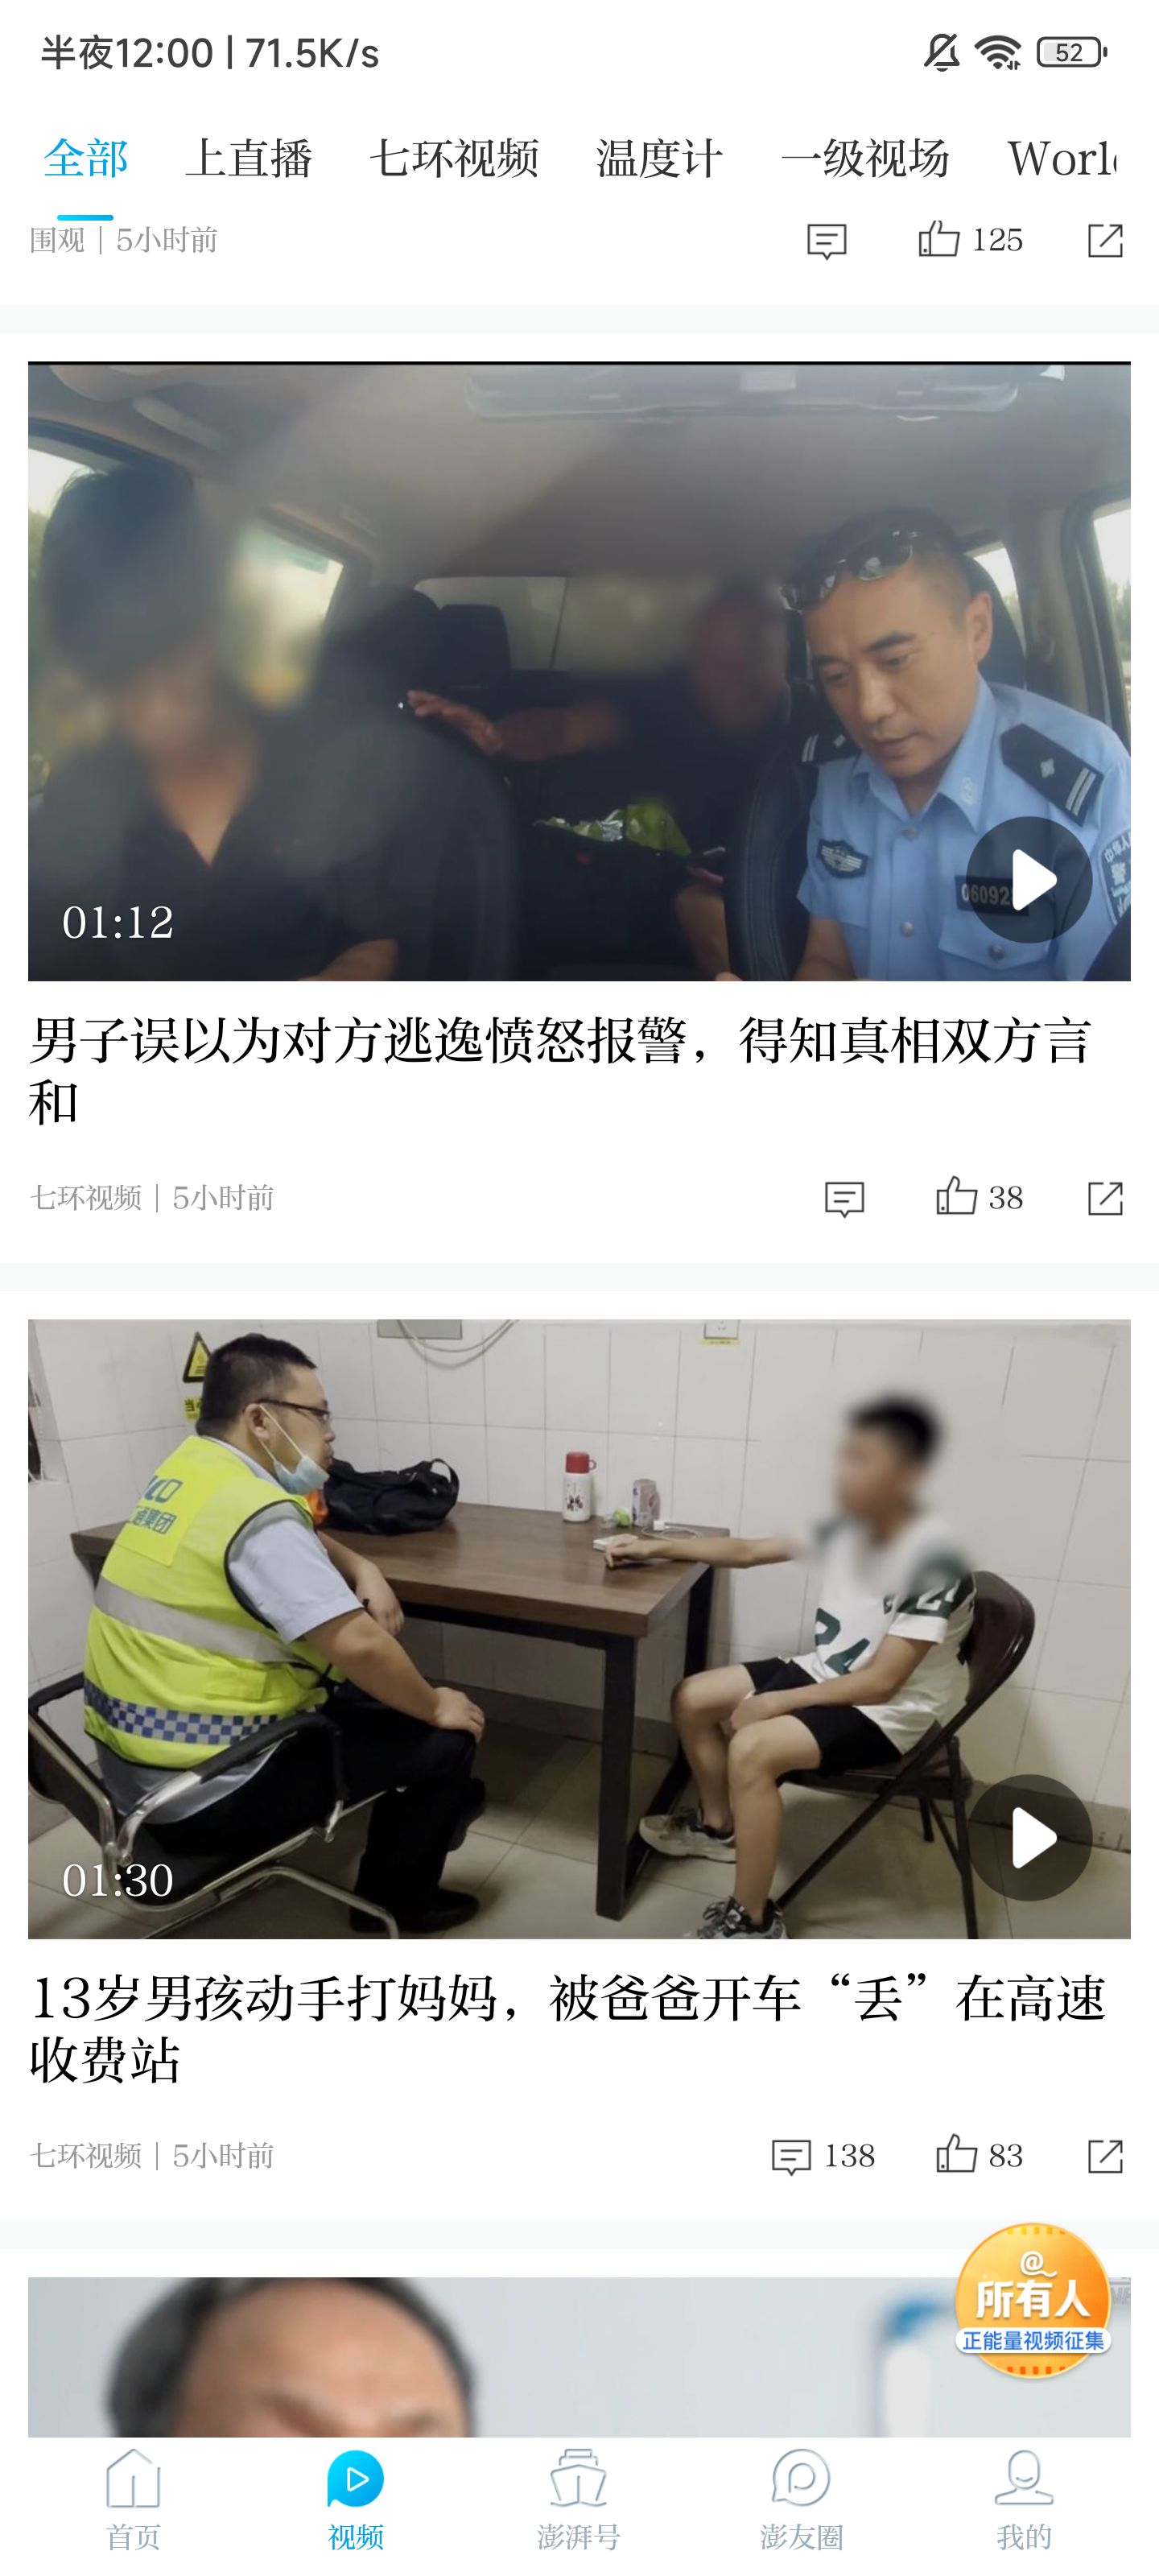 半夜12:00 | 71.5K/s
52
全部 上直播 七环视频 温度计 一级视场 Worl
围观 | 5小时前 125
06092
01:12
男子误以为对方逃逸愤怒报警，得知真相双方言
和
七环视频 | 5小时前 38
集团
24
01:30
13岁男孩动手打妈妈，被爸爸开车“丢”在高速
收费站
七环视频 | 5小时前 138 83
@
所有人
正能量视频征集
首页 视频 澎湃号 澎友圈 我的